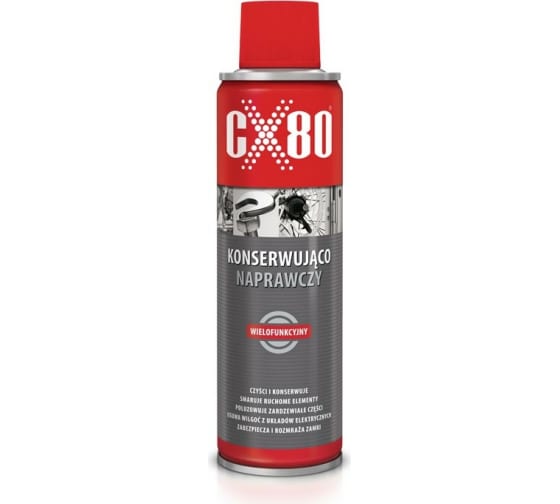 CX80
KONSERWUJĄCO
NAPRAWCZY
WIELOFUNKCYJNY
CZYŚCI I KONSERWUJE
SMARUJE RUCHOME ELEMENTY
POLUZOWUJE ZARDZEWIAŁE CZĘŚCI
USUWA WILGOĆ Z UKŁADÓW ELEKTRYCZNYCH
ZABEZPIECZA I ROZMRAŻA ZAMKI